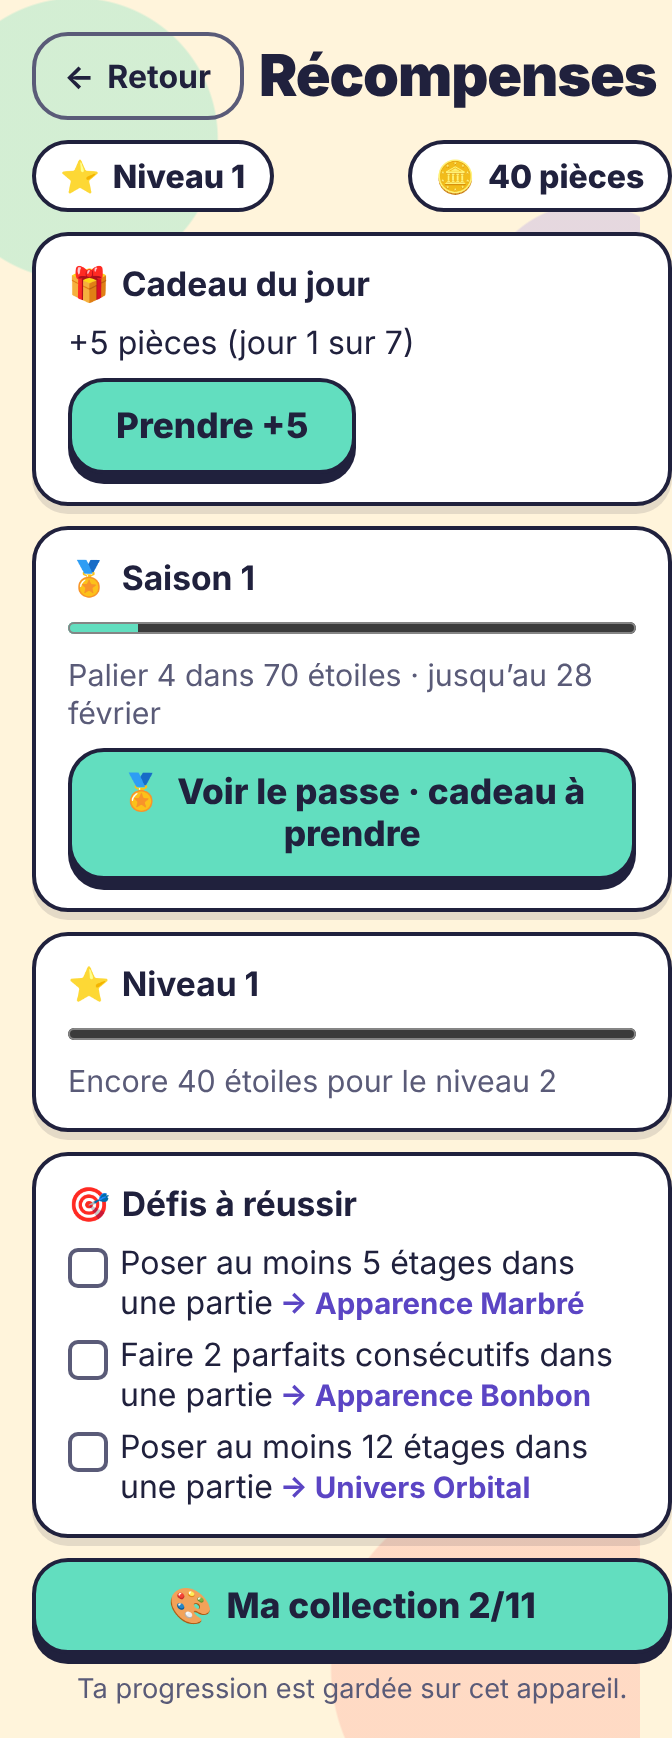 ← Retour
Récompenses
⭐ Niveau 1
🪙 40 pièces
🎁 Cadeau du jour
+5 pièces (jour 1 sur 7)
Prendre +5
🏅 Saison 1
Palier 4 dans 70 étoiles · jusqu’au 28
février
🏅 Voir le passe · cadeau à
prendre
⭐ Niveau 1
Encore 40 étoiles pour le niveau 2
🎯 Défis à réussir
Poser au moins 5 étages dans
une partie → Apparence Marbré
Faire 2 parfaits consécutifs dans
une partie → Apparence Bonbon
Poser au moins 12 étages dans
une partie → Univers Orbital
🎨 Ma collection 2/11
Ta progression est gardée sur cet appareil.